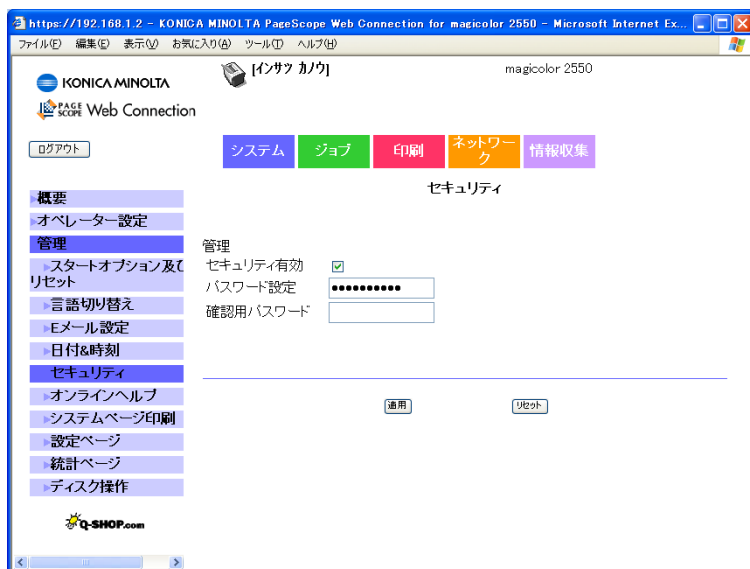 https://192.168.1.2 - KONICA MINOLTA PageScope Web Connection for magicolor 2550 - Microsoft Internet Ex...
ファイル(F) 編集(E) 表示(V) お気に入り(A) ツール(T) ヘルプ(H)
KONICA MINOLTA
[インサツ カノウ]
magicolor 2550
PAGE SCOPE Web Connection
ログアウト
システム
ジョブ
印刷
ネットワー
ク
情報収集
セキュリティ
概要
オペレーター設定
管理
スタートオプション及び
リセット
言語切り替え
Eメール設定
日付&時刻
セキュリティ
オンラインヘルプ
システムページ印刷
設定ページ
統計ページ
ディスク操作
Q-SHOP.com
管理
セキュリティ有効
パスワード設定 ●●●●●●●●●●
確認用パスワード
適用
リセット